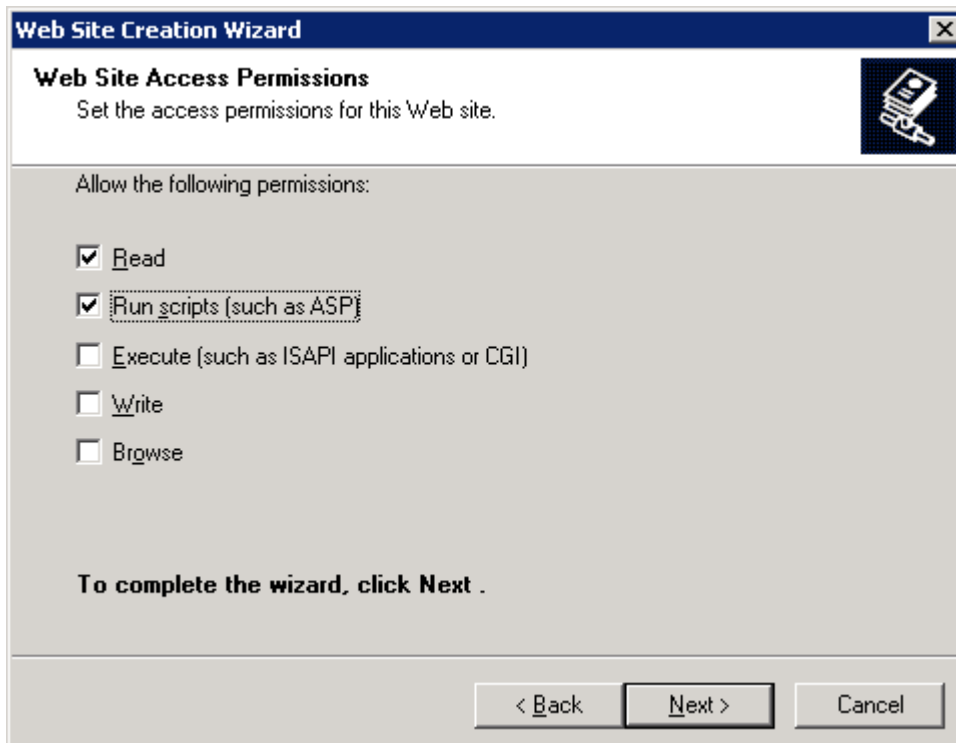 Web Site Creation Wizard
Web Site Access Permissions
Set the access permissions for this Web site.
Allow the following permissions:
Read
Run scripts (such as ASP)
Execute (such as ISAPI applications or CGI)
Write
Browse
To complete the wizard, click Next .
< Back Next > Cancel